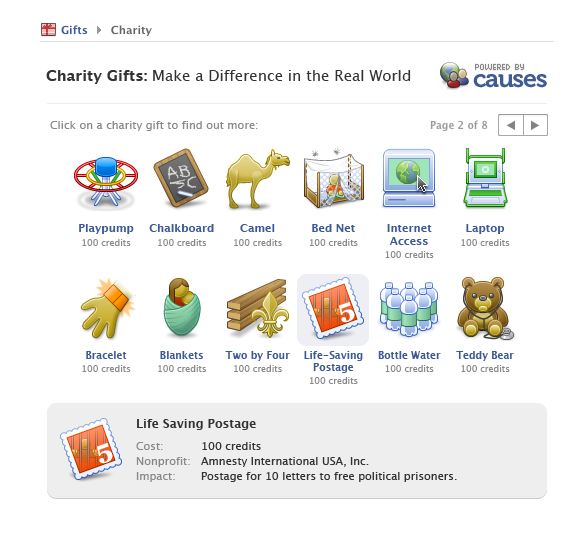 Gifts Charity
Charity Gifts: Make a Difference in the Real World
POWERED BY
causes
Click on a charity gift to find out more:
Page 2 of 8
AB
C
Playpump
100 credits
Chalkboard
100 credits
Camel
100 credits
Bed Net
100 credits
Internet
Access
100 credits
Laptop
100 credits
5
Bracelet
100 credits
Blankets
100 credits
Two by Four
100 credits
Life-Saving
Postage
100 credits
Bottle Water
100 credits
Teddy Bear
100 credits
5
Life Saving Postage
Cost: 100 credits
Nonprofit: Amnesty International USA, Inc.
Impact: Postage for 10 letters to free political prisoners.